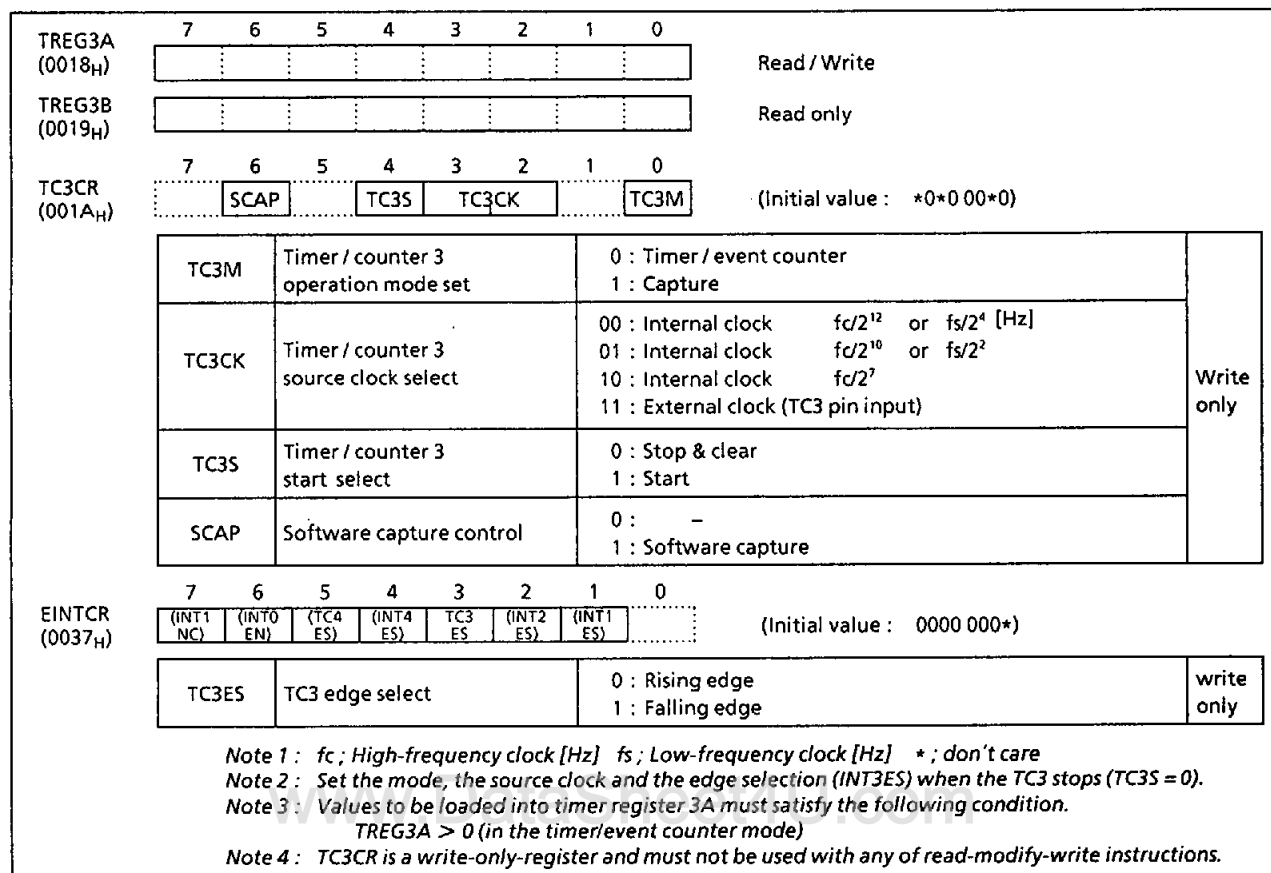 TREG3A
(0018H)
7 6 5 4 3 2 1 0
Read / Write
TREG3B
(0019H)
Read only
7 6 5 4 3 2 1 0
TC3CR
(001AH)
SCAP TC3S TC3CK TC3M
(Initial value : *0*0 00*0)
TC3M
Timer / counter 3
operation mode set
0 : Timer / event counter
1 : Capture
TC3CK
Timer / counter 3
source clock select
00 : Internal clock fc/2¹² or fs/2⁴ [Hz]
01 : Internal clock fc/2¹⁰ or fs/2²
10 : Internal clock fc/2⁷
11 : External clock (TC3 pin input)
TC3S
Timer / counter 3
start select
0 : Stop & clear
1 : Start
SCAP
Software capture control
0 : –
1 : Software capture
Write
only
7 6 5 4 3 2 1 0
EINTCR
(0037H)
(INT1 NC) (INT0 EN) (TC4 ES) (INT4 ES) TC3 ES (INT2 ES) (INT1 ES)
(Initial value : 0000 000*)
TC3ES
TC3 edge select
0 : Rising edge
1 : Falling edge
write
only
Note 1 : fc ; High-frequency clock [Hz] fs ; Low-frequency clock [Hz] * ; don't care
Note 2 : Set the mode, the source clock and the edge selection (INT3ES) when the TC3 stops (TC3S = 0).
Note 3 : Values to be loaded into timer register 3A must satisfy the following condition.
TREG3A > 0 (in the timer/event counter mode)
Note 4 : TC3CR is a write-only-register and must not be used with any of read-modify-write instructions.
www.DataSheet4U.com